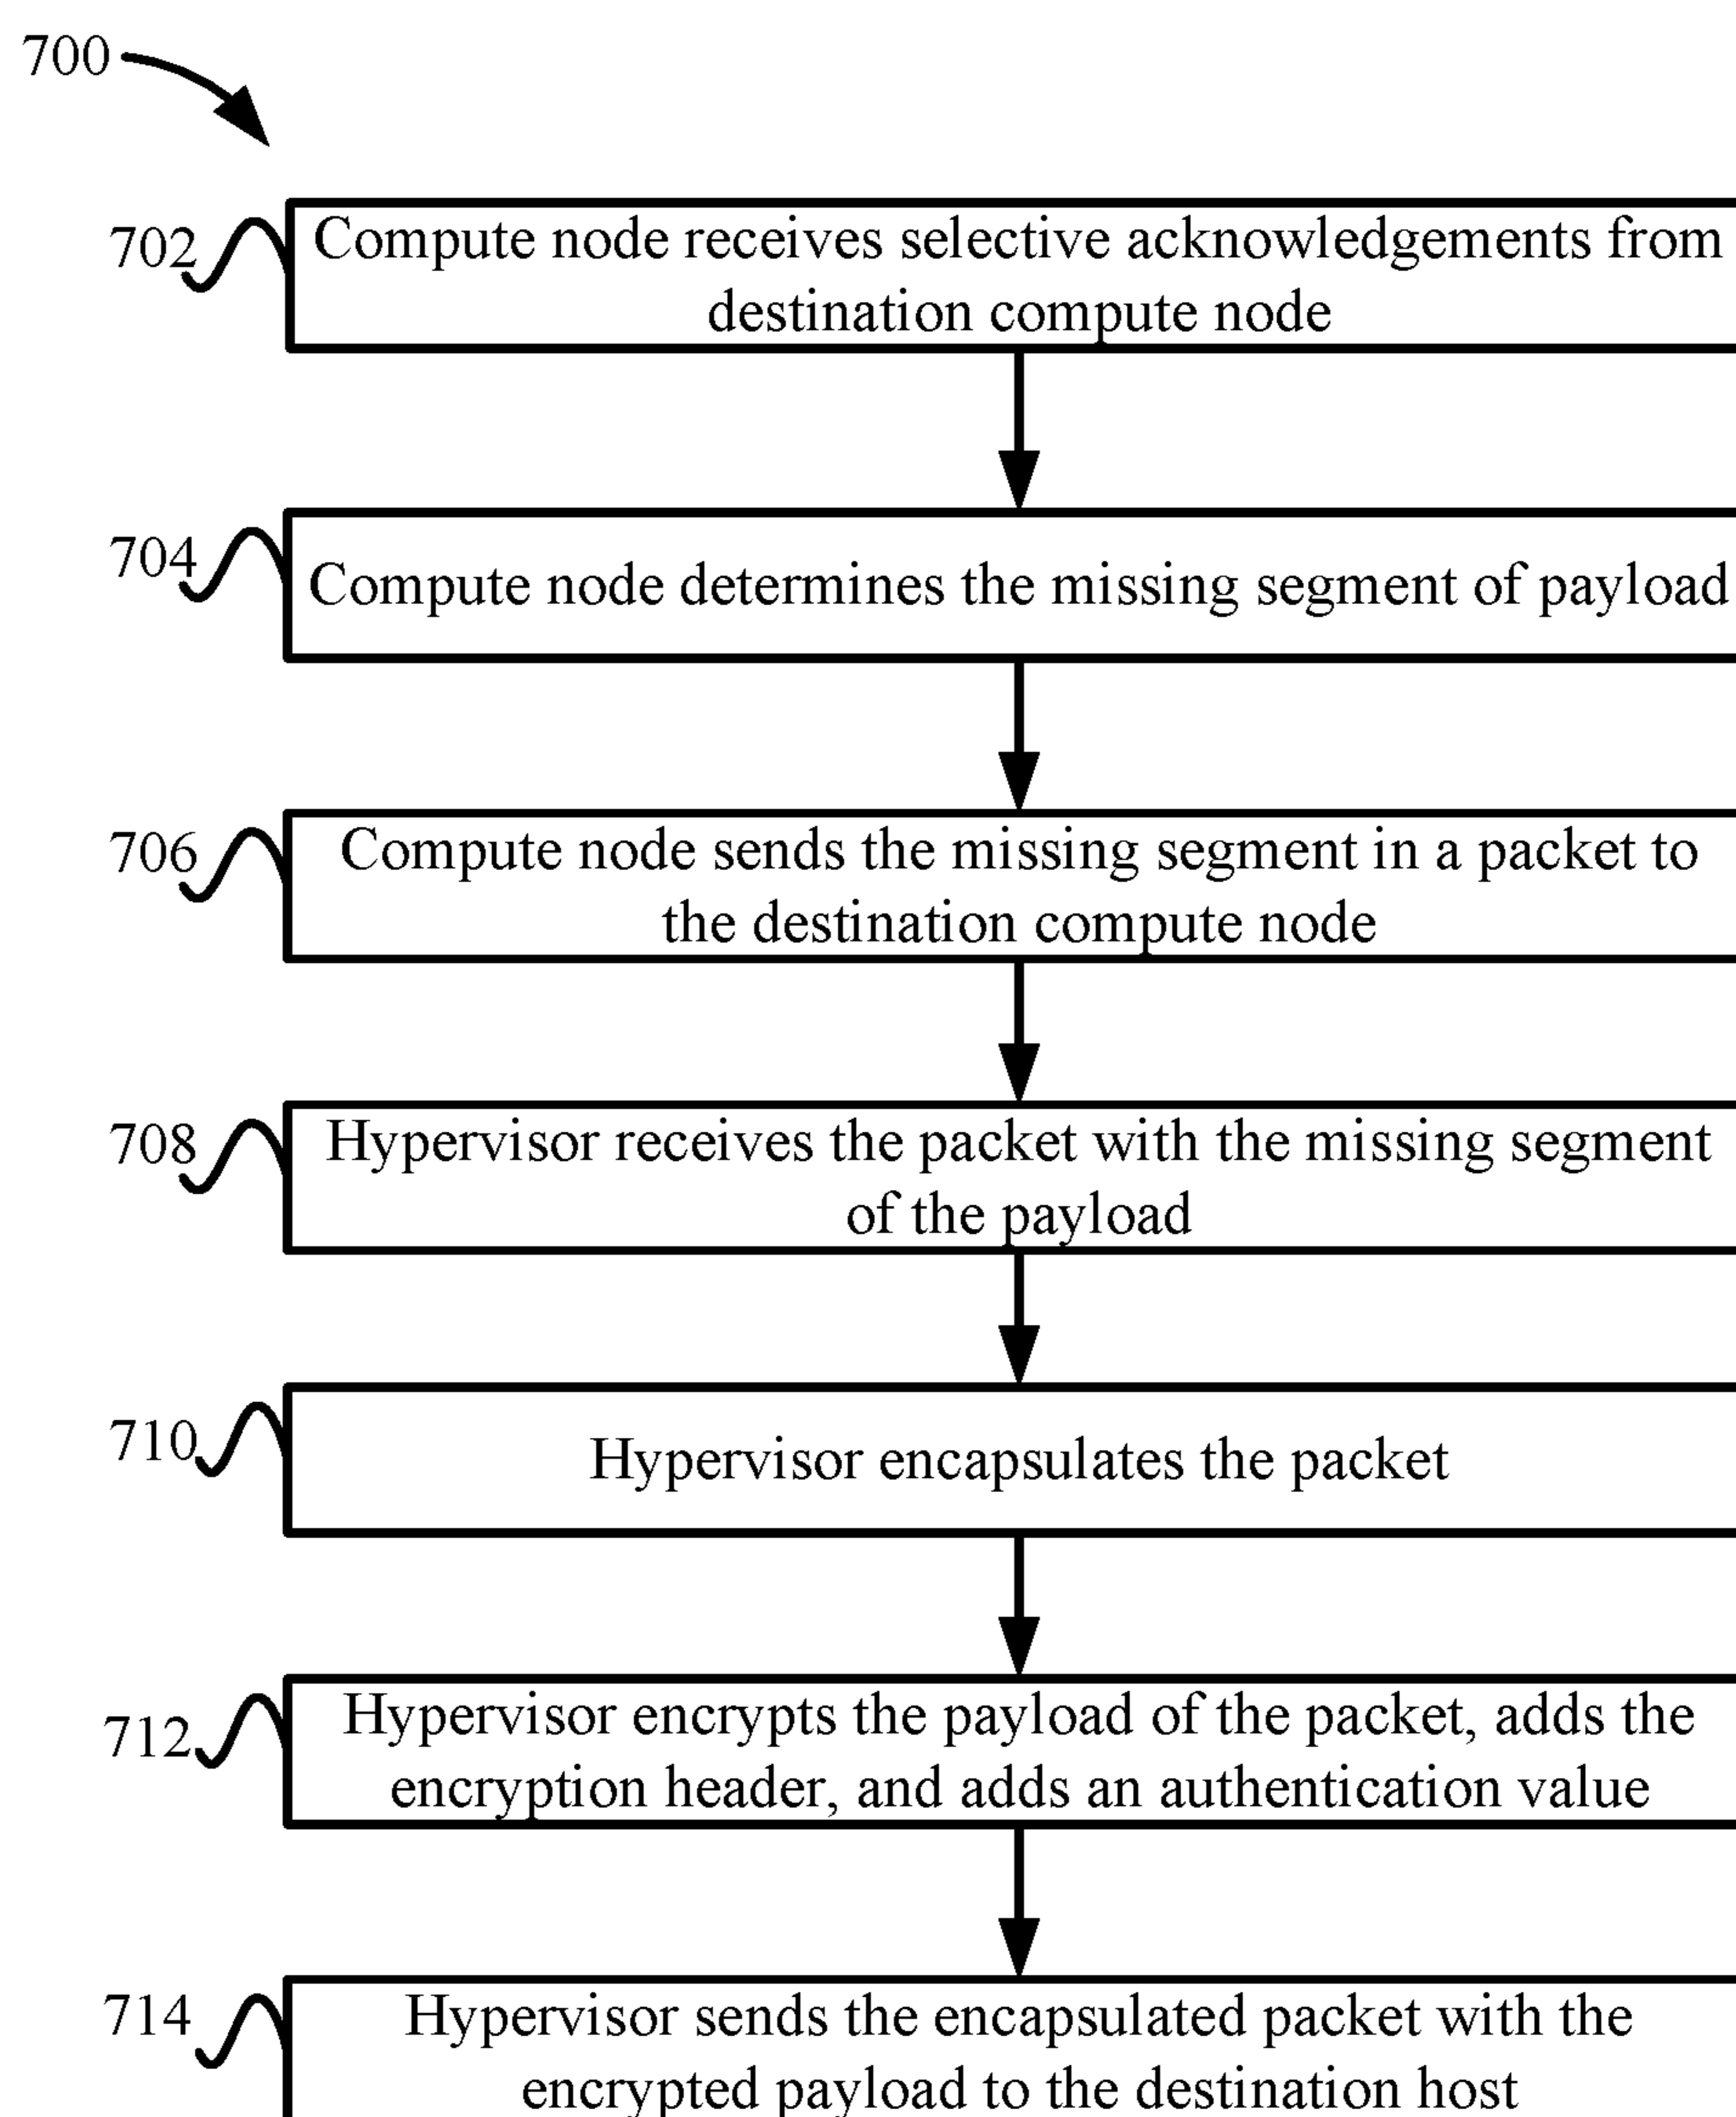 700
702
Compute node receives selective acknowledgements from
destination compute node
704
Compute node determines the missing segment of payload
706
Compute node sends the missing segment in a packet to
the destination compute node
708
Hypervisor receives the packet with the missing segment
of the payload
710
Hypervisor encapsulates the packet
712
Hypervisor encrypts the payload of the packet, adds the
encryption header, and adds an authentication value
714
Hypervisor sends the encapsulated packet with the
encrypted payload to the destination host